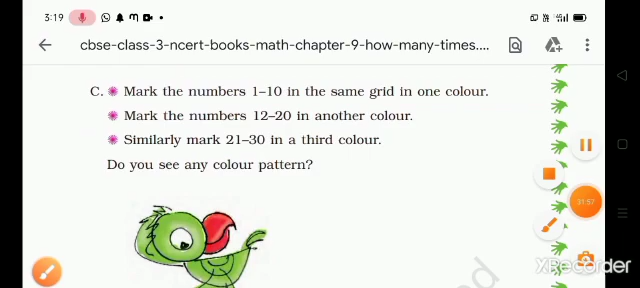 3:19
cbse-class-3-ncert-books-math-chapter-9-how-many-times....
C. Mark the numbers 1–10 in the same grid in one colour.
Mark the numbers 12–20 in another colour.
Similarly mark 21–30 in a third colour.
Do you see any colour pattern?
31:57
XRecorder